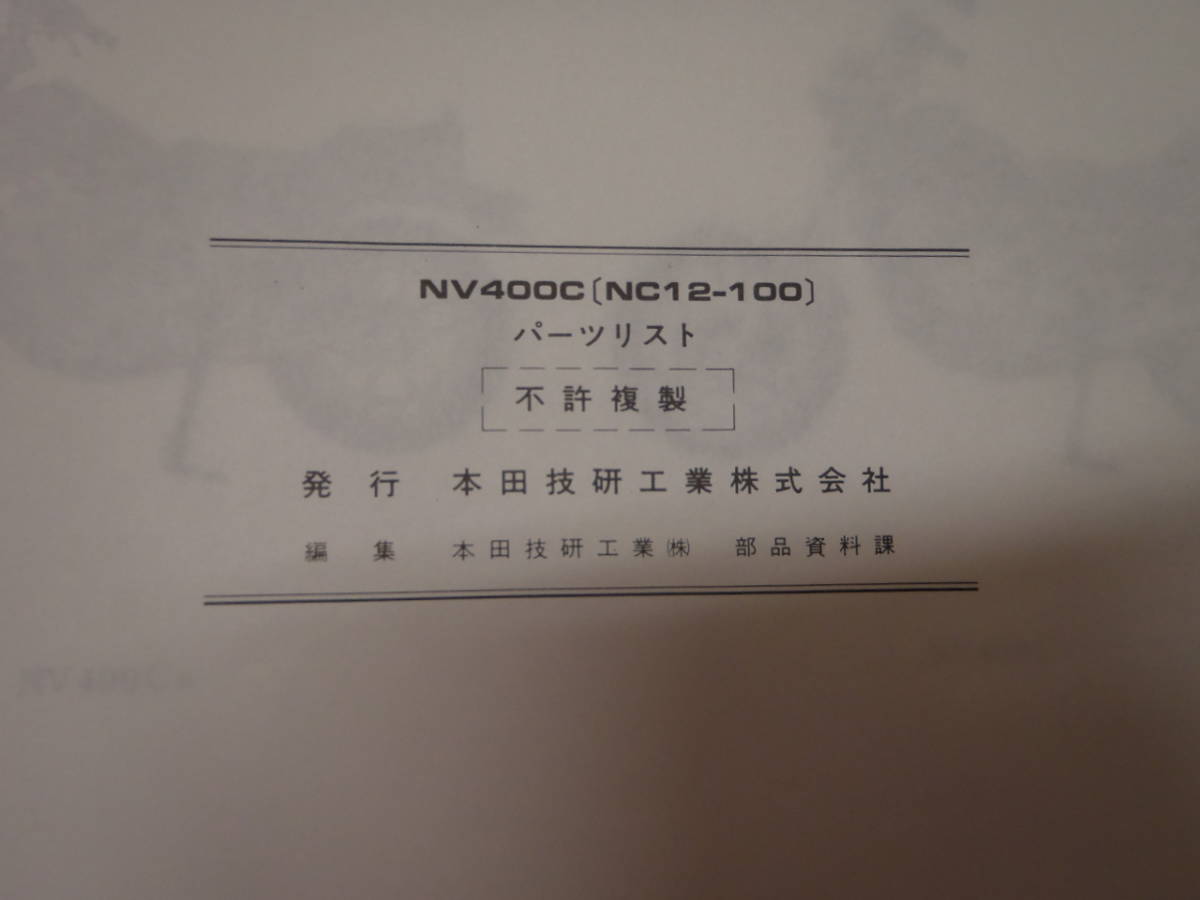 NV400C〔NC12-100〕
パーツリスト
不許複製
発行 本田技研工業株式会社
編集 本田技研工業㈱ 部品資料課
NV400C